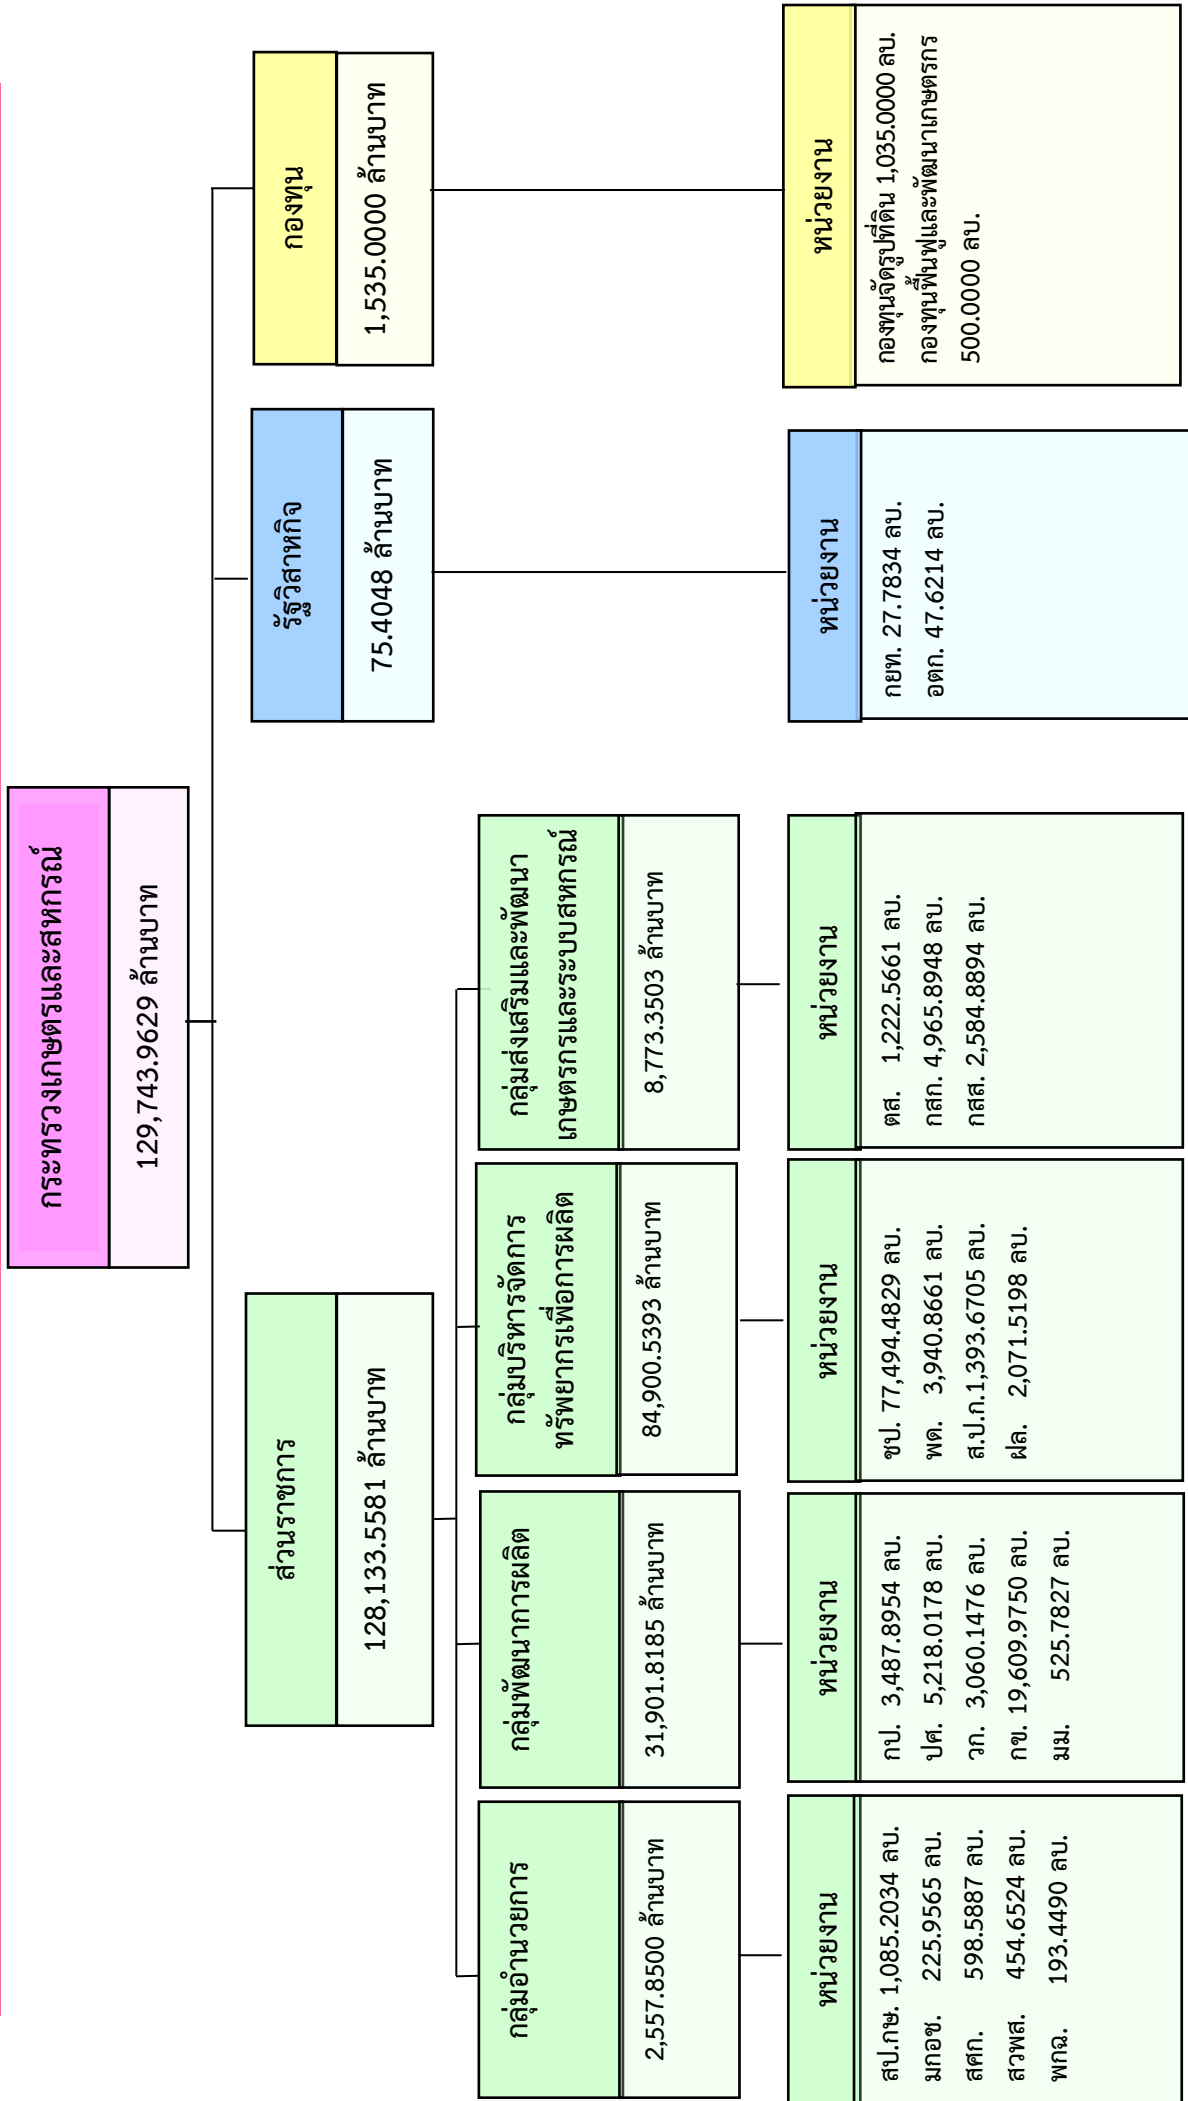 กระทรวงเกษตรและสหกรณ์
129,743.9629 ล้านบาท
ส่วนราชการ
128,133.5581 ล้านบาท
รัฐวิสาหกิจ
75.4048 ล้านบาท
กองทุน
1,535.0000 ล้านบาท
กลุ่มอำนวยการ
2,557.8500 ล้านบาท
กลุ่มพัฒนาการผลิต
31,901.8185 ล้านบาท
กลุ่มบริหารจัดการ
ทรัพยากรเพื่อการผลิต
84,900.5393 ล้านบาท
กลุ่มส่งเสริมและพัฒนา
เกษตรกรและระบบสหกรณ์
8,773.3503 ล้านบาท
หน่วยงาน
สป.กษ. 1,085.2034 ลบ.
มกอช. 225.9565 ลบ.
สศก. 598.5887 ลบ.
สวพส. 454.6524 ลบ.
พกฉ. 193.4490 ลบ.
หน่วยงาน
กป. 3,487.8954 ลบ.
ปศ. 5,218.0178 ลบ.
วก. 3,060.1476 ลบ.
กข. 19,609.9750 ลบ.
มม. 525.7827 ลบ.
หน่วยงาน
ชป. 77,494.4829 ลบ.
พด. 3,940.8661 ลบ.
ส.ป.ก.1,393.6705 ลบ.
ฝล. 2,071.5198 ลบ.
หน่วยงาน
ตส. 1,222.5661 ลบ.
กสก. 4,965.8948 ลบ.
กสส. 2,584.8894 ลบ.
หน่วยงาน
กยท. 27.7834 ลบ.
อตก. 47.6214 ลบ.
หน่วยงาน
กองทุนจัดรูปที่ดิน 1,035.0000 ลบ.
กองทุนฟื้นฟูและพัฒนาเกษตรกร
500.0000 ลบ.